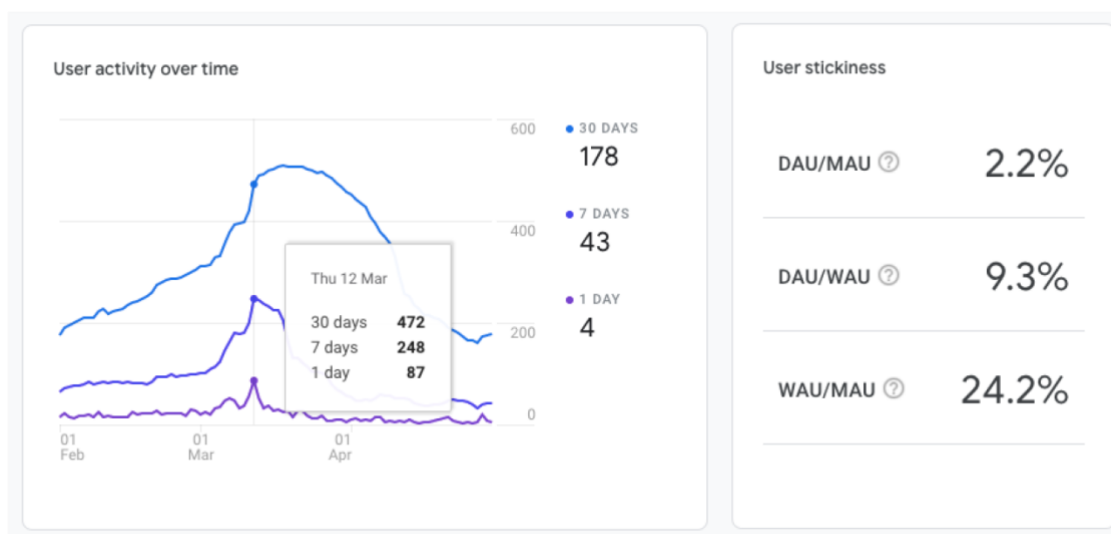 User activity over time
600
400
200
0
01 Feb
01 Mar
01 Apr
Thu 12 Mar
30 days 472
7 days 248
1 day 87
30 DAYS
178
7 DAYS
43
1 DAY
4
User stickiness
DAU/MAU ? 2.2%
DAU/WAU ? 9.3%
WAU/MAU ? 24.2%